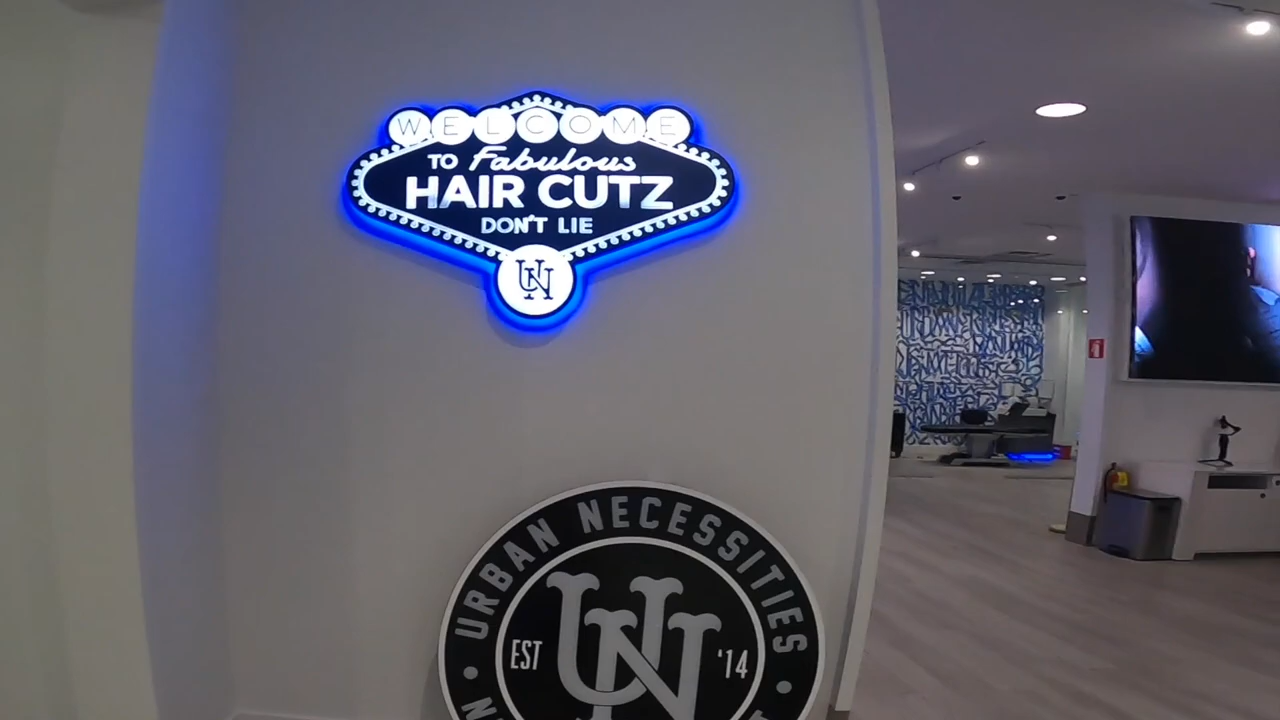 WELCOME
TO Fabulous
HAIR CUTZ
DON'T LIE
UN
URBAN NECESSITIES
EST
UN
'14